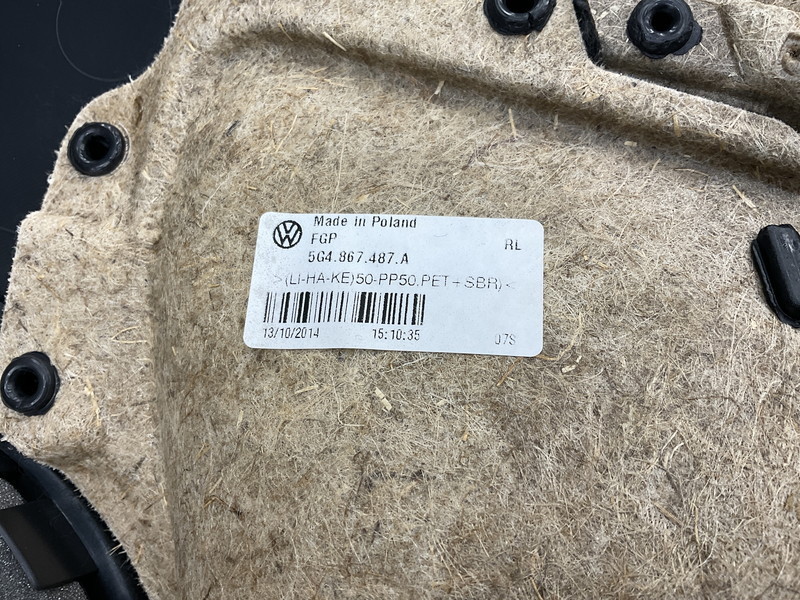 Made in Poland
FGP
RL
5G4.867.487.A
>(LI-HA-KE)50-PP50.PET+SBR)<
13/10/2014 15:10:35 07S